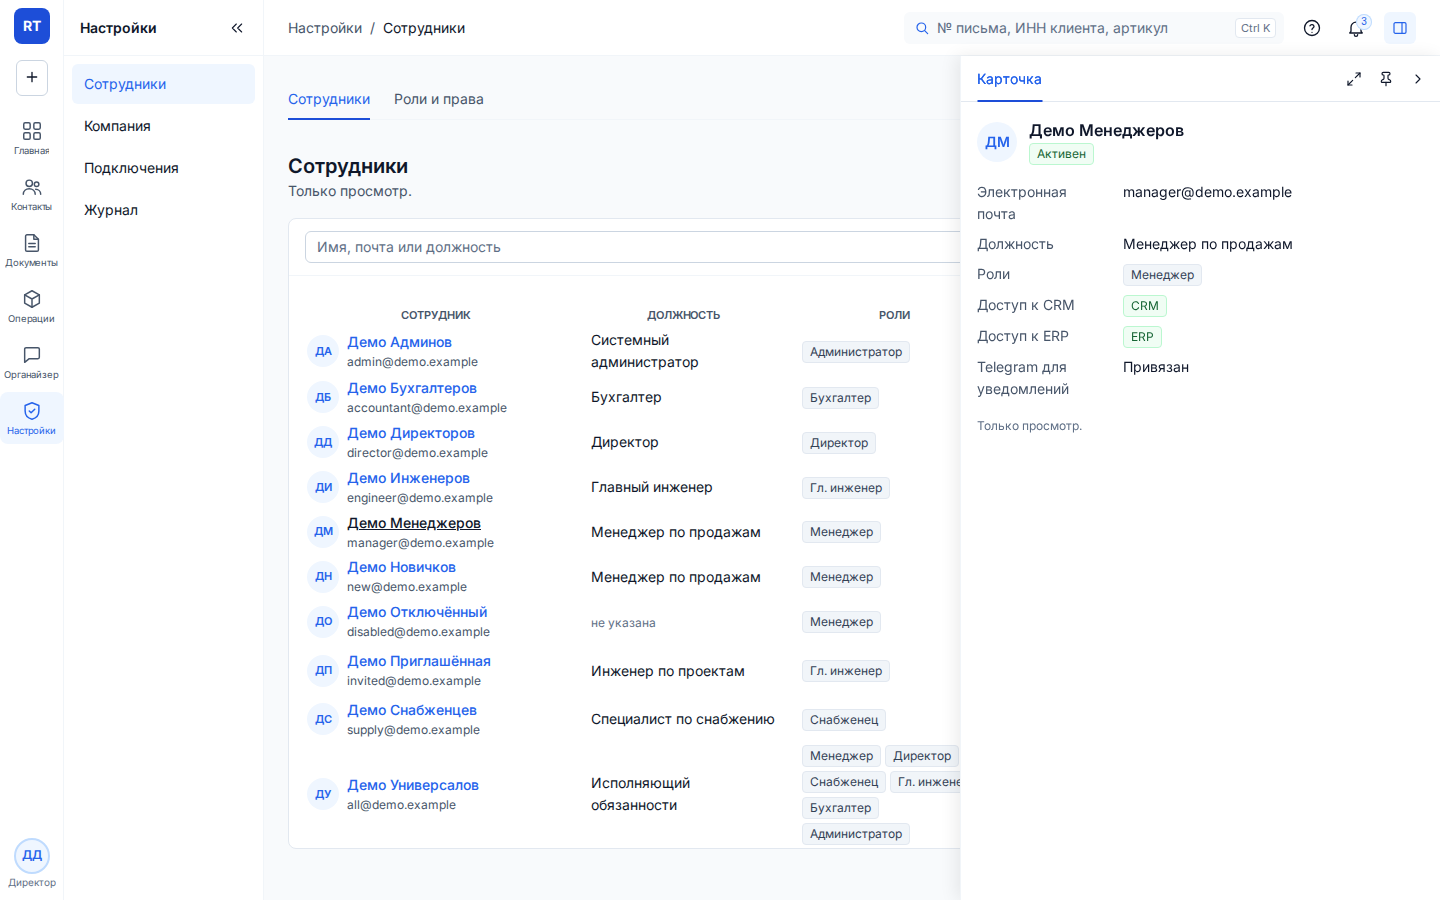 RT
Главная
Контакты
Документы
Операции
Органайзер
Настройки
ДД
Директор
Настройки
Сотрудники
Компания
Подключения
Журнал
Настройки / Сотрудники
№ письма, ИНН клиента, артикул
Ctrl K
3
Сотрудники
Роли и права
Сотрудники
Только просмотр.
Имя, почта или должность
СОТРУДНИК ДОЛЖНОСТЬ РОЛИ
ДА Демо Админов
admin@demo.example
Системный
администратор
Администратор
ДБ Демо Бухгалтеров
accountant@demo.example
Бухгалтер
Бухгалтер
ДД Демо Директоров
director@demo.example
Директор
Директор
ДИ Демо Инженеров
engineer@demo.example
Главный инженер
Гл. инженер
ДМ Демо Менеджеров
manager@demo.example
Менеджер по продажам
Менеджер
ДН Демо Новичков
new@demo.example
Менеджер по продажам
Менеджер
ДО Демо Отключённый
disabled@demo.example
не указана
Менеджер
ДП Демо Приглашённая
invited@demo.example
Инженер по проектам
Гл. инженер
ДС Демо Снабженцев
supply@demo.example
Специалист по снабжению
Снабженец
ДУ Демо Универсалов
all@demo.example
Исполняющий
обязанности
Менеджер Директор
Снабженец Гл. инжене
Бухгалтер
Администратор
Карточка
ДМ
Демо Менеджеров
Активен
Электронная
почта
manager@demo.example
Должность Менеджер по продажам
Роли Менеджер
Доступ к CRM CRM
Доступ к ERP ERP
Telegram для
уведомлений
Привязан
Только просмотр.